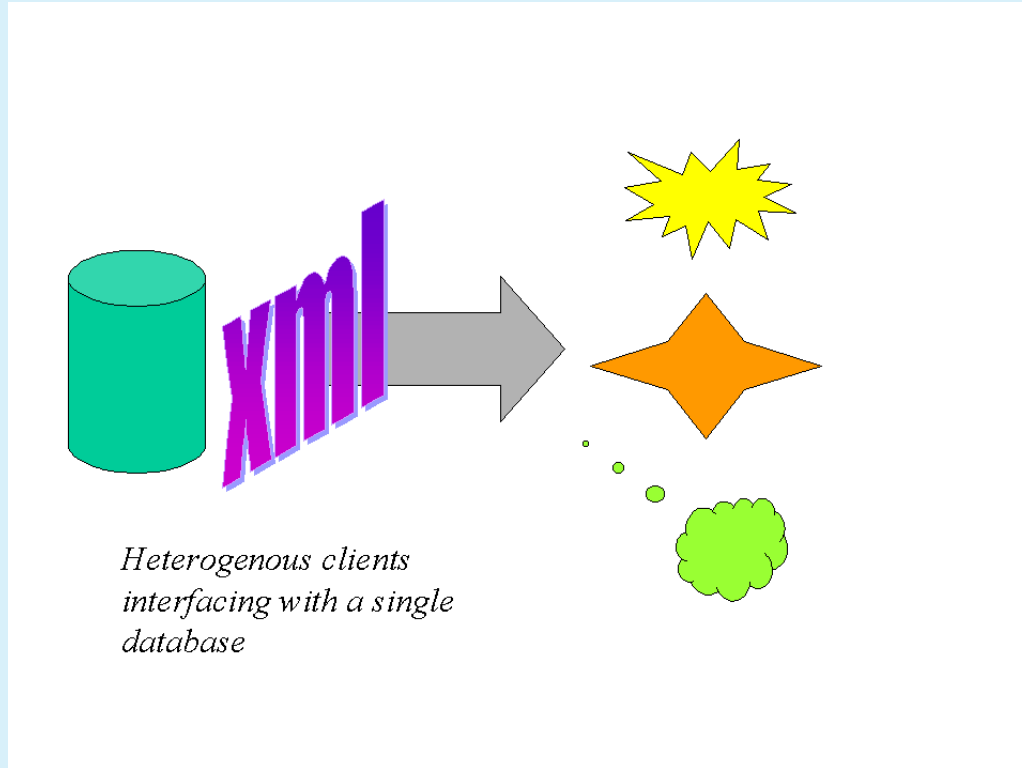 xml
Heterogenous clients
interfacing with a single
database